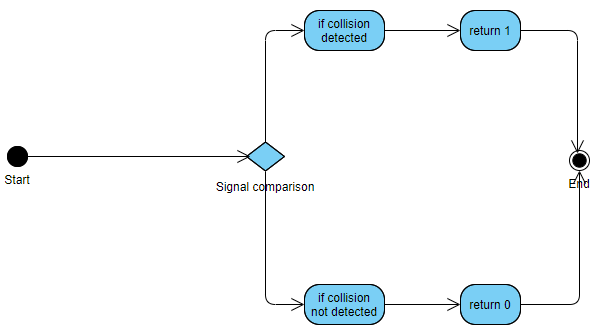 if collision
detected
return 1
Start
Signal comparison
End
if collision
not detected
return 0